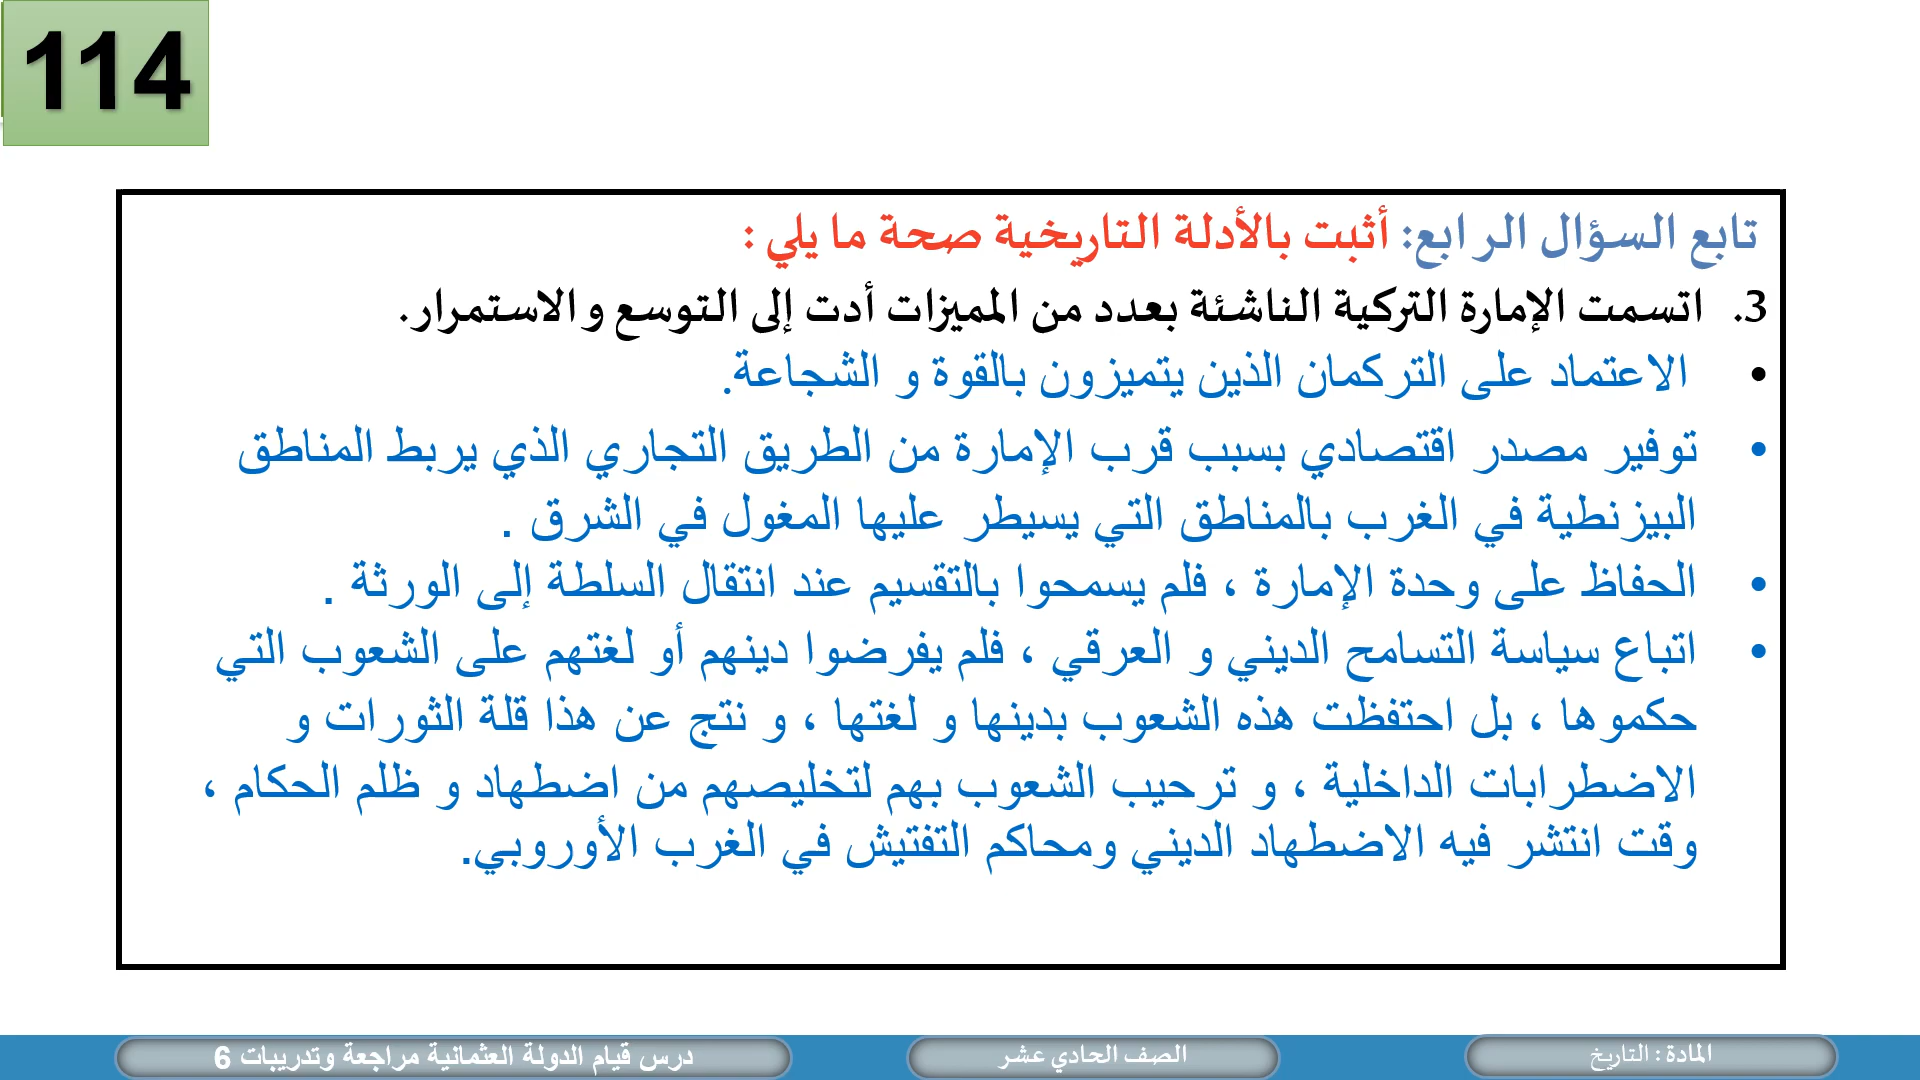 114
تابع السؤال الرابع: أثبت بالأدلة التاريخية صحة ما يلي :
3. اتسمت الإمارة التركية الناشئة بعدد من المميزات أدت إلى التوسع والاستمرار.
• الاعتماد على التركمان الذين يتميزون بالقوة و الشجاعة.
• توفير مصدر اقتصادي بسبب قرب الإمارة من الطريق التجاري الذي يربط المناطق
البيزنطية في الغرب بالمناطق التي يسيطر عليها المغول في الشرق .
• الحفاظ على وحدة الإمارة ، فلم يسمحوا بالتقسيم عند انتقال السلطة إلى الورثة .
• اتباع سياسة التسامح الديني و العرقي ، فلم يفرضوا دينهم أو لغتهم على الشعوب التي
حكموها ، بل احتفظت هذه الشعوب بدينها و لغتها ، و نتج عن هذا قلة الثورات و
الاضطرابات الداخلية ، و ترحيب الشعوب بهم لتخليصهم من اضطهاد و ظلم الحكام ،
وقت انتشر فيه الاضطهاد الديني ومحاكم التفتيش في الغرب الأوروبي.
المادة : التاريخ
الصف الحادي عشر
درس قيام الدولة العثمانية مراجعة وتدريبات 6